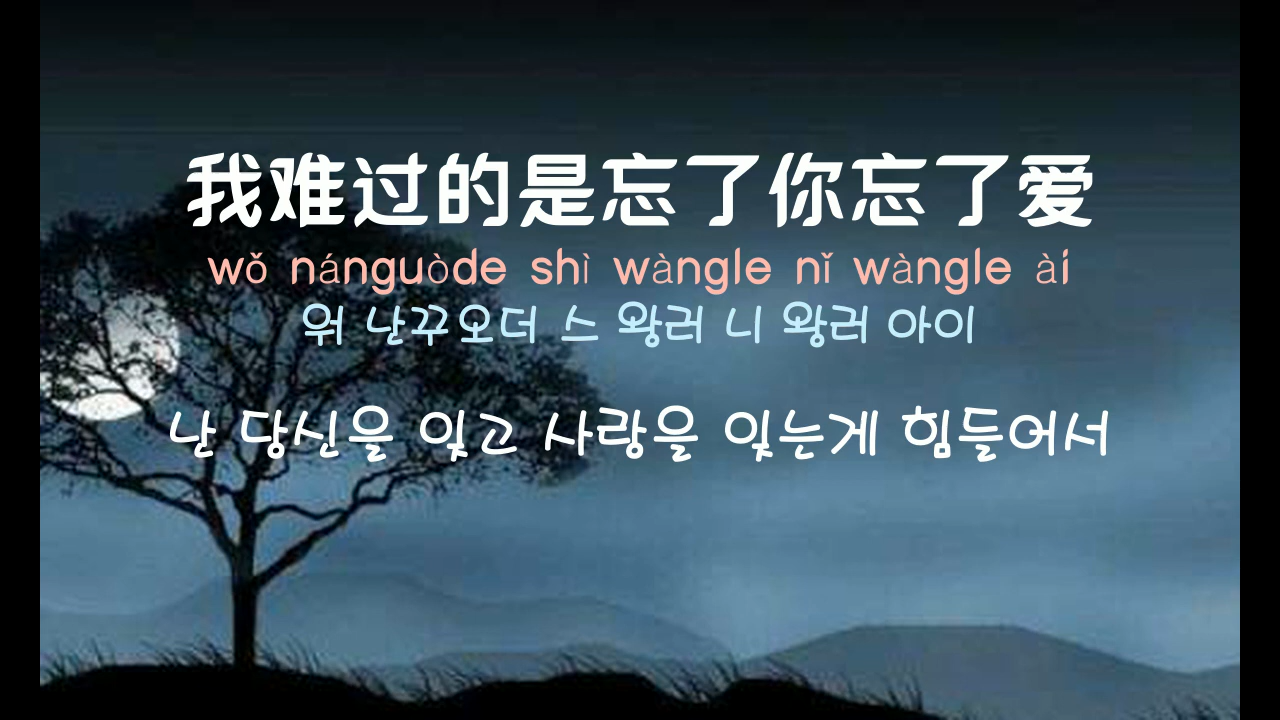 我难过的是忘了你忘了爱
wǒ nánguòde shì wàngle nǐ wàngle ài
워 난꾸오더 스 왕러 니 왕러 아이
난 당신을 잊고 사랑을 잊는게 힘들어서